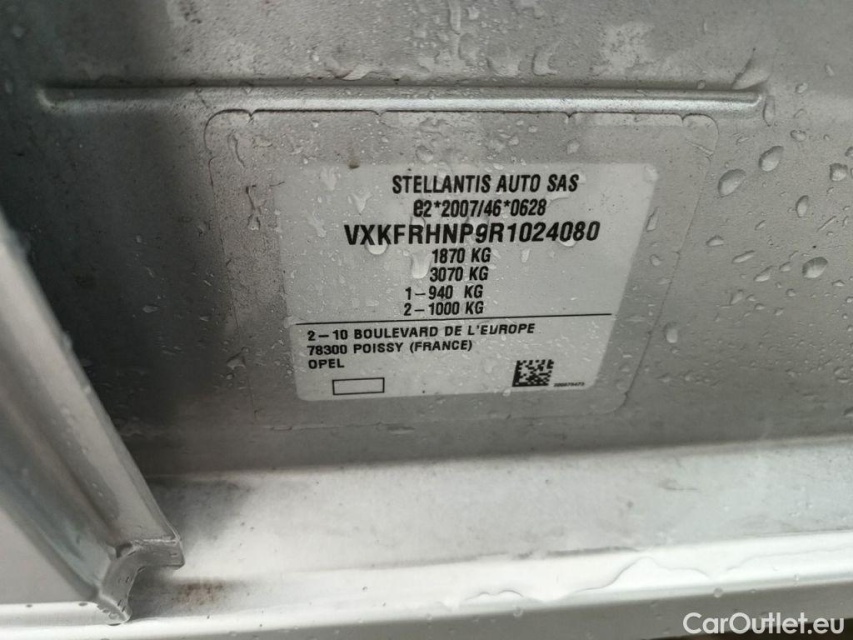 STELLANTIS AUTO SAS
e2*2007/46*0628
VXKFRHNP9R1024080
1870 KG
3070 KG
1-940 KG
2-1000 KG
2-10 BOULEVARD DE L'EUROPE
78300 POISSY (FRANCE)
OPEL
CarOutlet.eu